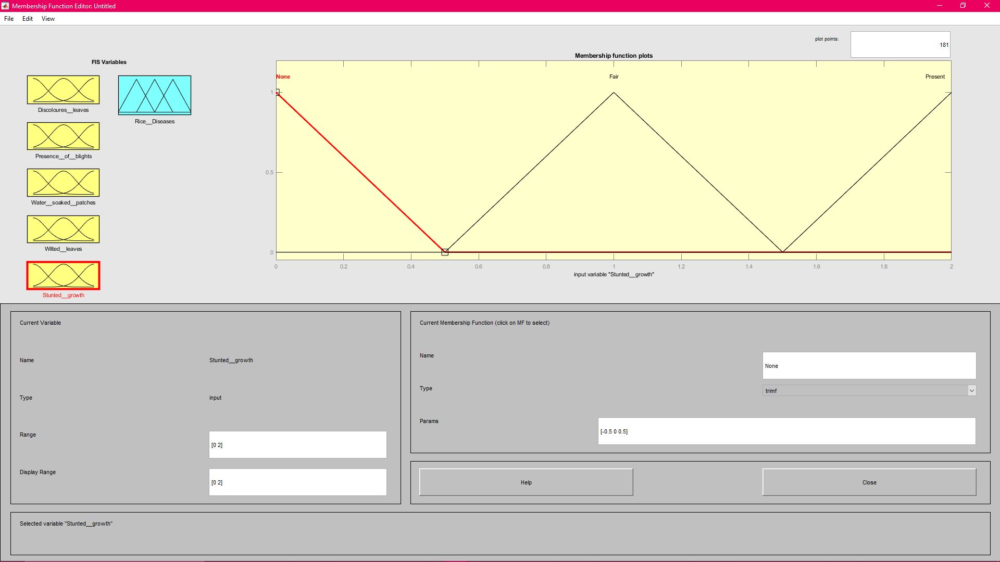 Membership Function Editor: Untitled
File Edit View
plot points:
181
FIS Variables
Discoloures__leaves
Presence__of__blights
Water__soaked__patches
Wilted__leaves
Stunted__growth
Rice__Diseases
Membership function plots
None Fair Present
1
0.5
0
0 0.2 0.4 0.6 0.8 1 1.2 1.4 1.6 1.8 2
input variable "Stunted__growth"
Current Variable
Name Stunted__growth
Type input
Range [0 2]
Display Range [0 2]
Current Membership Function (click on MF to select)
Name None
Type trimf
Params [-0.5 0 0.5]
Help Close
Selected variable "Stunted__growth"